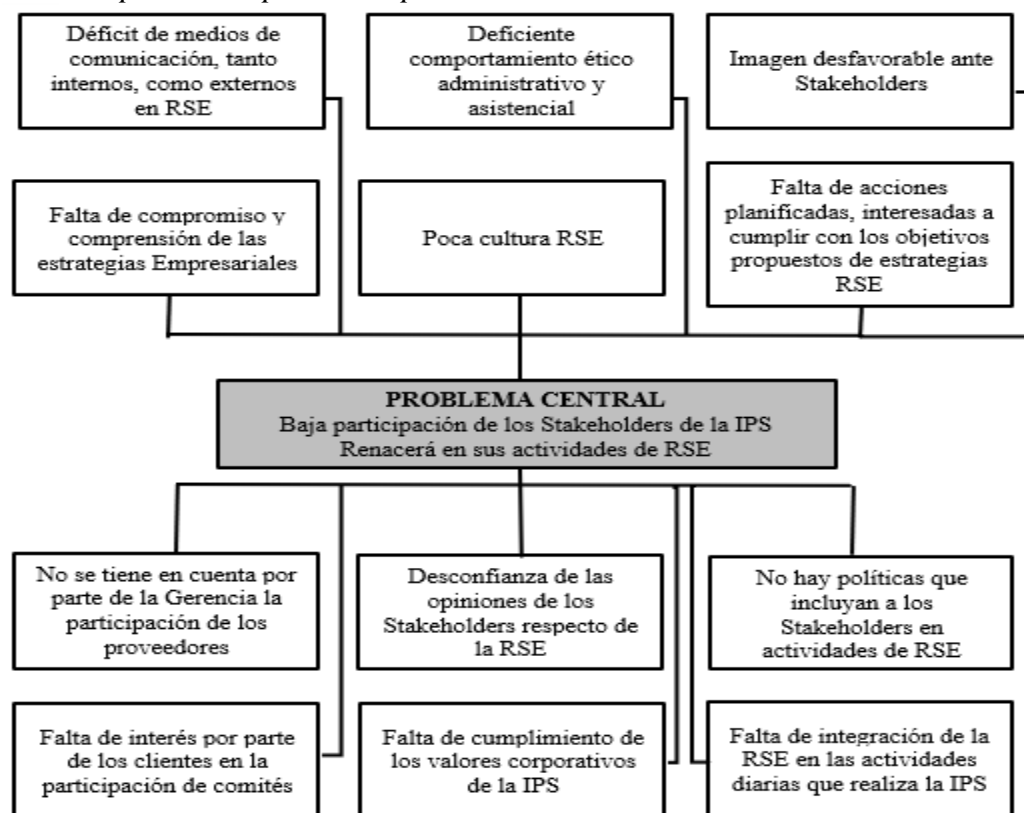 Déficit de medios de
comunicación, tanto
internos, como externos
en RSE
Deficiente
comportamiento ético
administrativo y
asistencial
Imagen desfavorable ante
Stakeholders
Falta de compromiso y
comprensión de las
estrategias Empresariales
Poca cultura RSE
Falta de acciones
planificadas, interesadas a
cumplir con los objetivos
propuestos de estrategias
RSE
PROBLEMA CENTRAL
Baja participación de los Stakeholders de la IPS
Renacerá en sus actividades de RSE
No se tiene en cuenta por
parte de la Gerencia la
participación de los
proveedores
Desconfianza de las
opiniones de los
Stakeholders respecto de
la RSE
No hay políticas que
incluyan a los
Stakeholders en
actividades de RSE
Falta de interés por parte
de los clientes en la
participación de comités
Falta de cumplimiento de
los valores corporativos
de la IPS
Falta de integración de la
RSE en las actividades
diarias que realiza la IPS